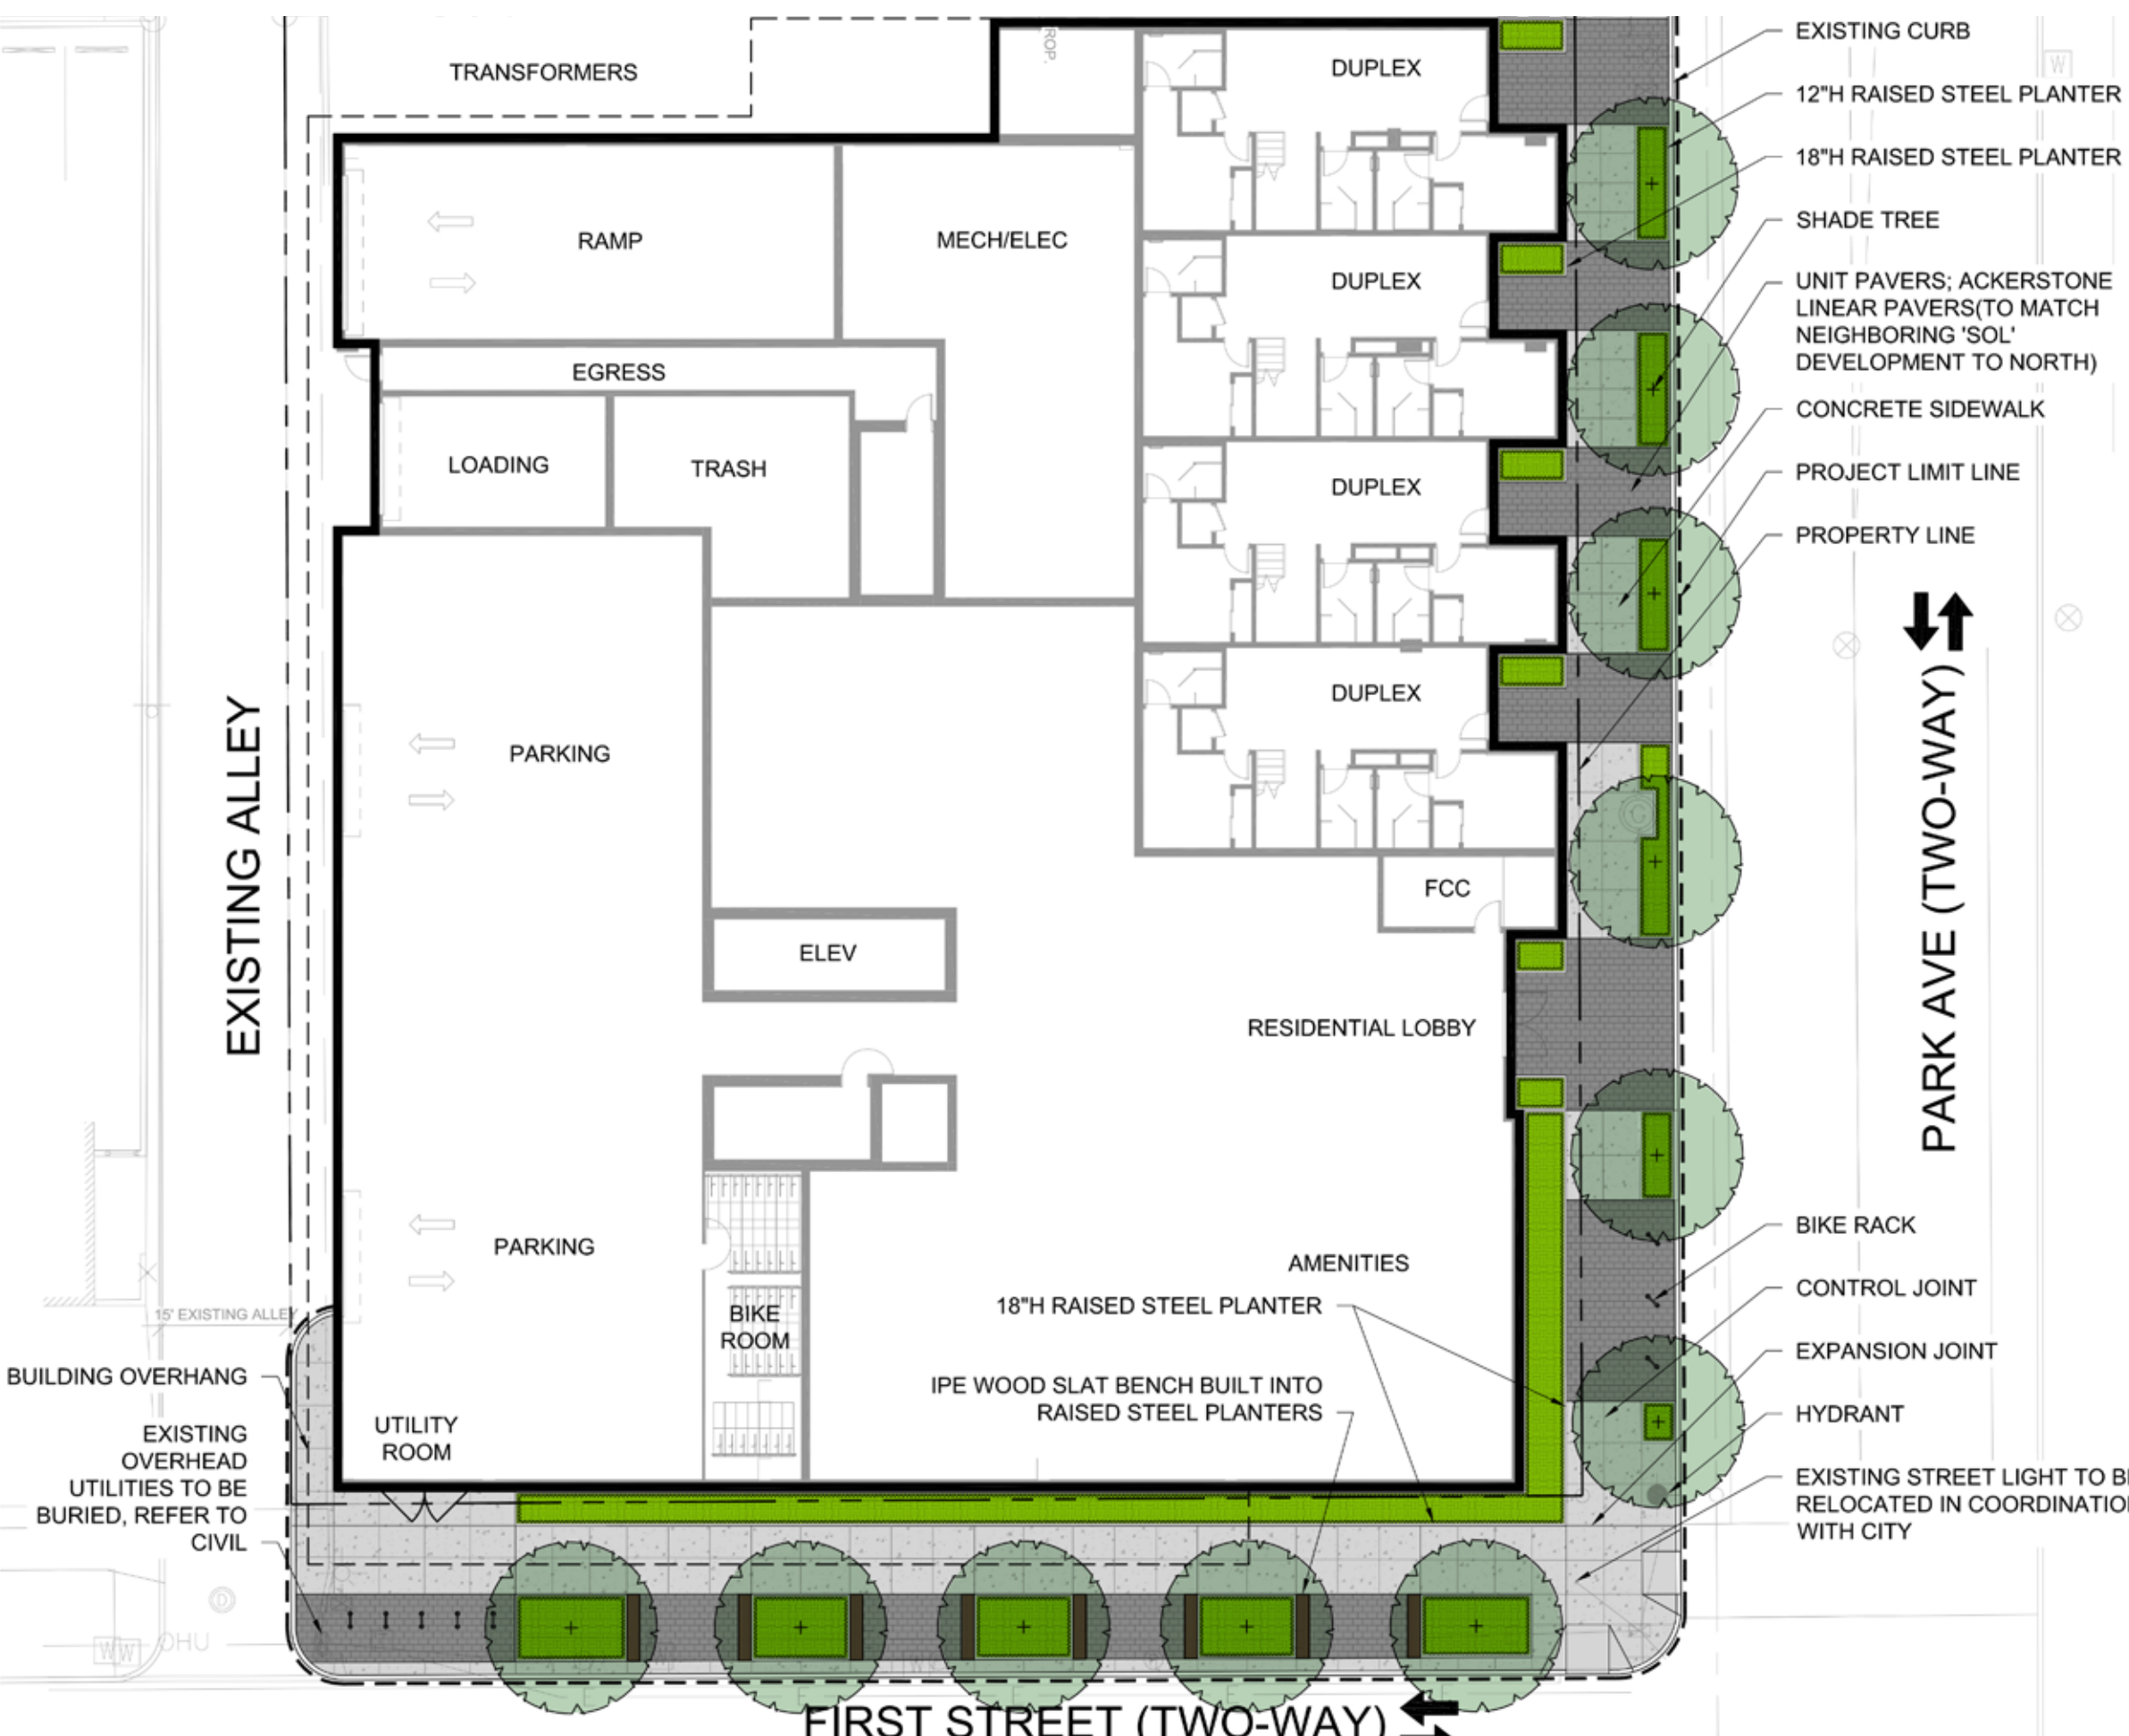 TRANSFORMERS
ROP.
DUPLEX
EXISTING CURB
12"H RAISED STEEL PLANTER
18"H RAISED STEEL PLANTER
SHADE TREE
UNIT PAVERS; ACKERSTONE
LINEAR PAVERS(TO MATCH
NEIGHBORING 'SOL'
DEVELOPMENT TO NORTH)
CONCRETE SIDEWALK
PROJECT LIMIT LINE
PROPERTY LINE
W
RAMP
MECH/ELEC
DUPLEX
EGRESS
LOADING
TRASH
DUPLEX
DUPLEX
PARKING
EXISTING ALLEY
PARK AVE (TWO-WAY)
C
FCC
ELEV
RESIDENTIAL LOBBY
PARKING
AMENITIES
18"H RAISED STEEL PLANTER
BIKE
ROOM
IPE WOOD SLAT BENCH BUILT INTO
RAISED STEEL PLANTERS
15' EXISTING ALLEY
BUILDING OVERHANG
EXISTING
OVERHEAD
UTILITIES TO BE
BURIED, REFER TO
CIVIL
UTILITY
ROOM
BIKE RACK
CONTROL JOINT
EXPANSION JOINT
HYDRANT
EXISTING STREET LIGHT TO BE
RELOCATED IN COORDINATION
WITH CITY
D
WW
OHU
FIRST STREET (TWO-WAY)